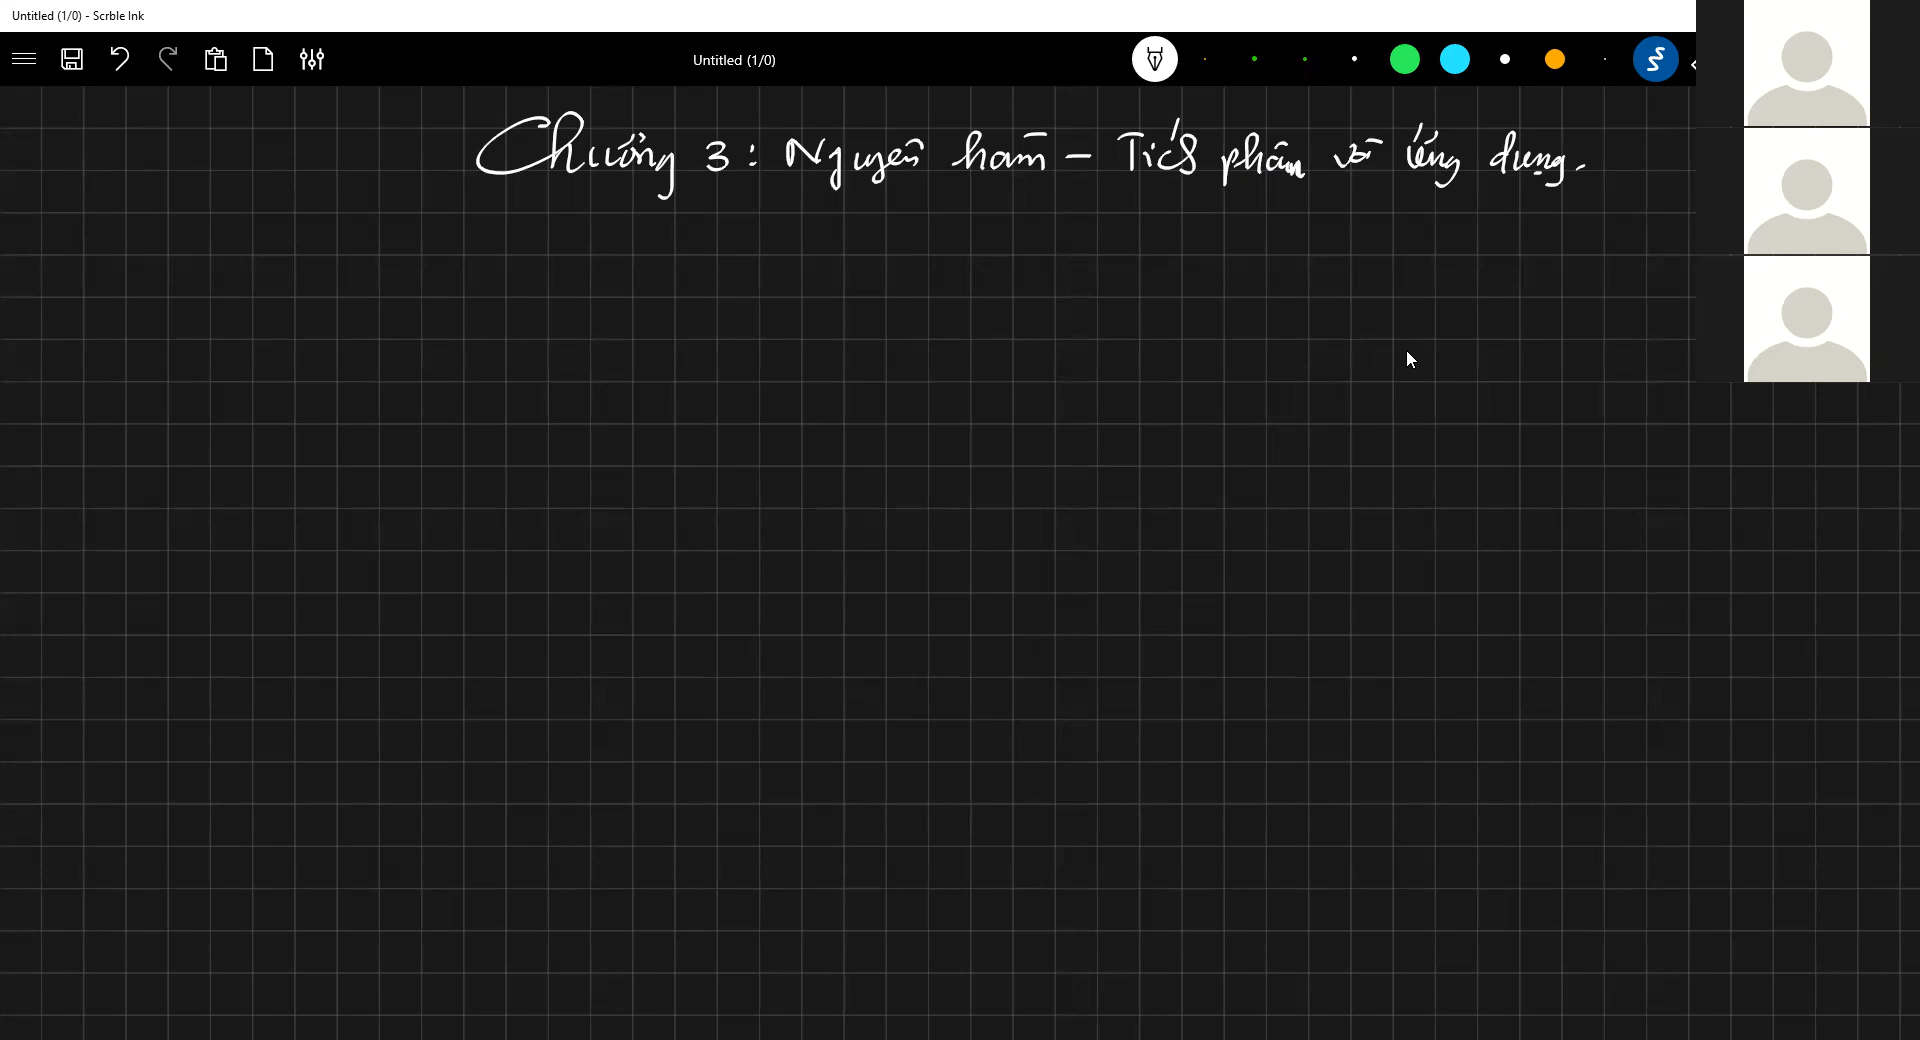 Untitled (1/0) - Scrble Ink
Untitled (1/0)
Chương 3: Nguyên hàm - Tích phân và ứng dụng.